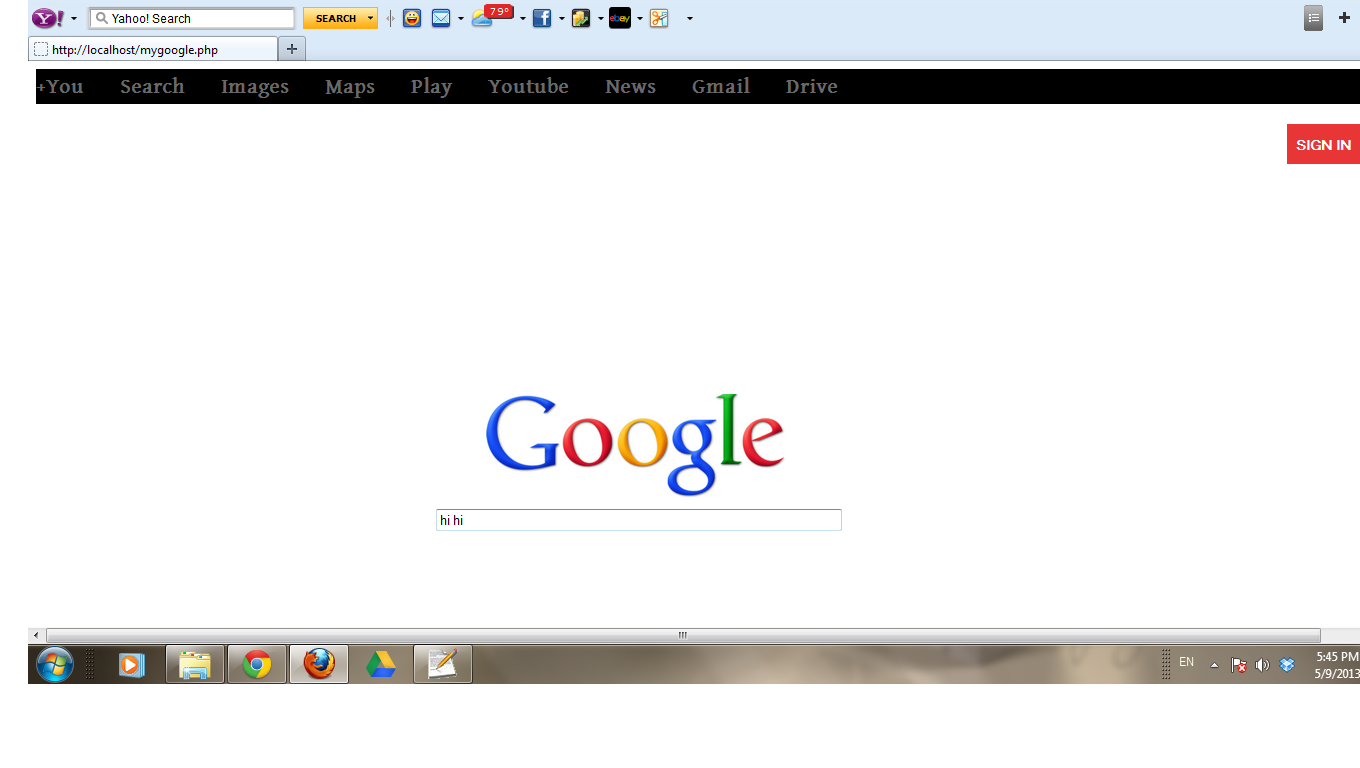 Y! Yahoo! Search SEARCH 79° f ebay
http://localhost/mygoogle.php
+You Search Images Maps Play Youtube News Gmail Drive
SIGN IN
Google
hi hi
EN 5:45 PM
5/9/2013